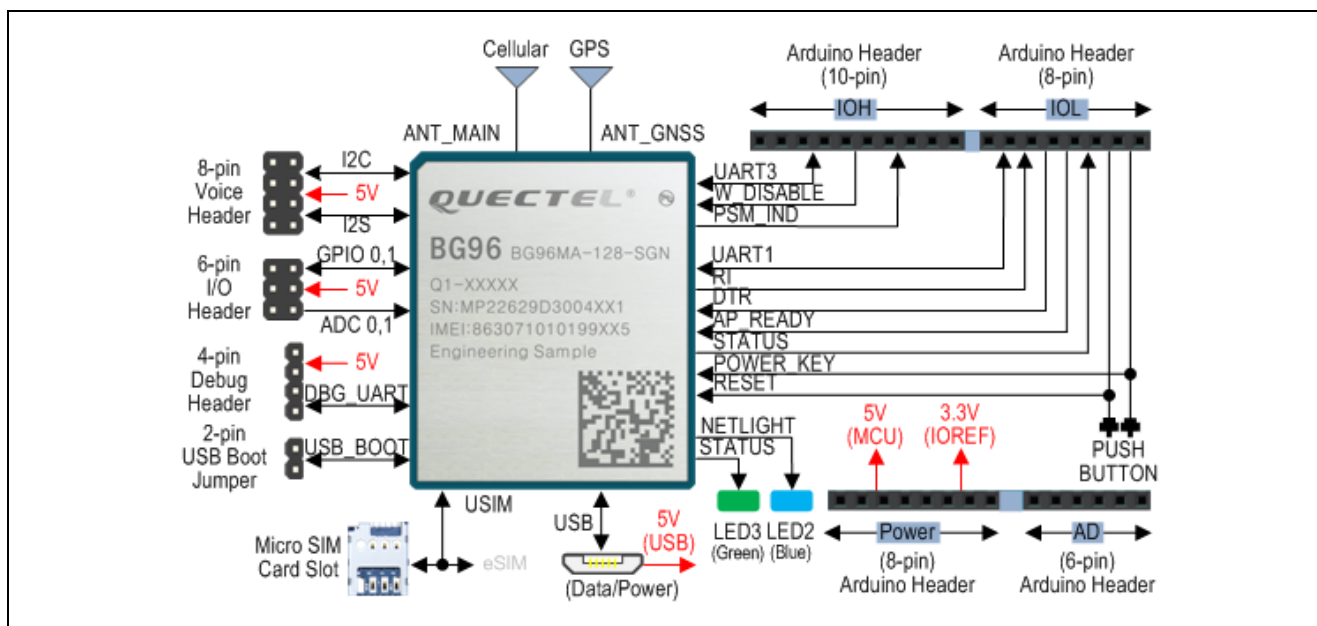 Cellular GPS
Arduino Header
(10-pin)
IOH
Arduino Header
(8-pin)
IOL
ANT_MAIN
ANT_GNSS
8-pin
Voice
Header
I2C
5V
I2S
6-pin
I/O
Header
GPIO 0,1
5V
ADC 0,1
4-pin
Debug
Header
5V
DBG_UART
2-pin
USB Boot
Jumper
USB_BOOT
QUECTEL®
BG96 BG96MA-128-SGN
Q1-XXXXX
SN:MP22629D3004XX1
IMEI:863071010199XX5
Engineering Sample
UART3
W_DISABLE
PSM_IND
UART1
RI
DTR
AP_READY
STATUS
POWER_KEY
RESET
NETLIGHT
STATUS
5V
(MCU)
3.3V
(IOREF)
PUSH
BUTTON
USIM
Micro SIM
Card Slot
eSIM
USB
5V
(USB)
(Data/Power)
LED3
(Green)
LED2
(Blue)
Power
(8-pin)
Arduino Header
AD
(6-pin)
Arduino Header